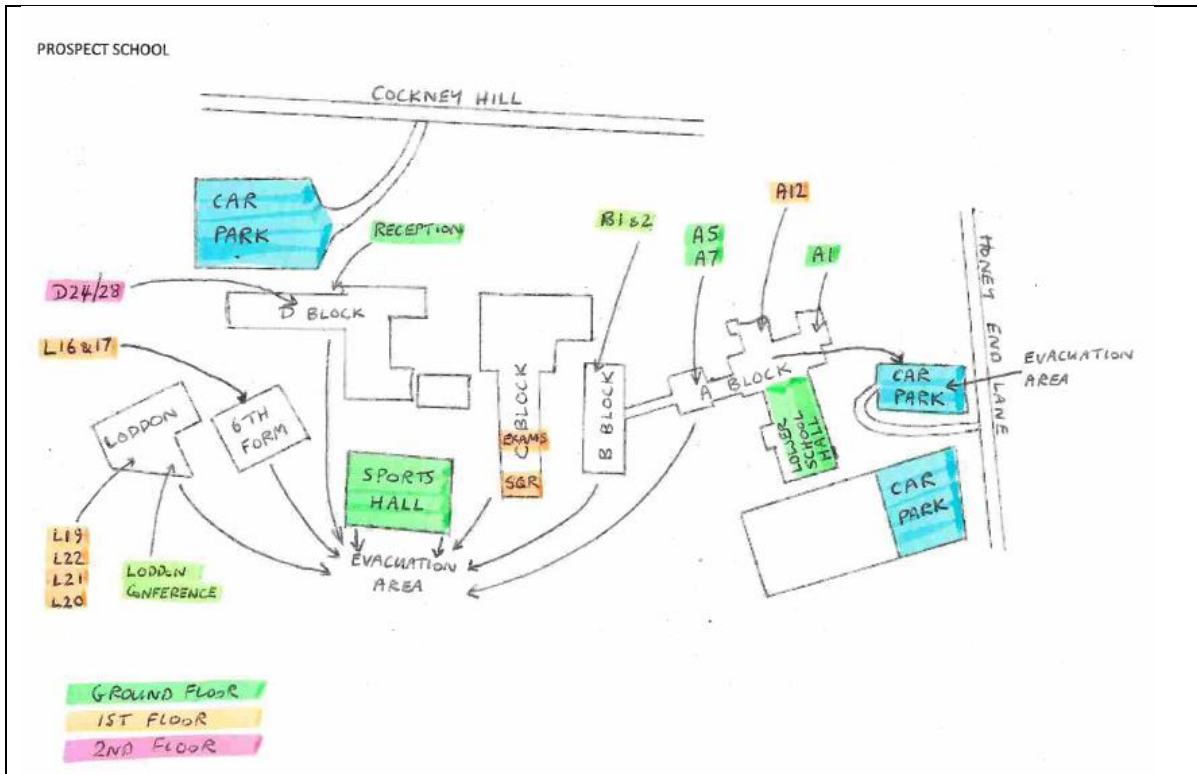 PROSPECT SCHOOL
COCKNEY HILL
CAR
PARK
RECEPTION
D24/28
D BLOCK
L16&17
LODDON
6TH
FORM
L19
L22
L21
L20
LODDON
CONFERENCE
SPORTS
HALL
EVACUATION
AREA
C BLOCK
EXAMS
SQR
B1&2
B BLOCK
A5
A7
A12
A1
A BLOCK
LOWER
SCHOOL
HALL
CAR
PARK
EVACUATION
AREA
HONEY END LANE
CAR
PARK
GROUND FLOOR
1ST FLOOR
2ND FLOOR